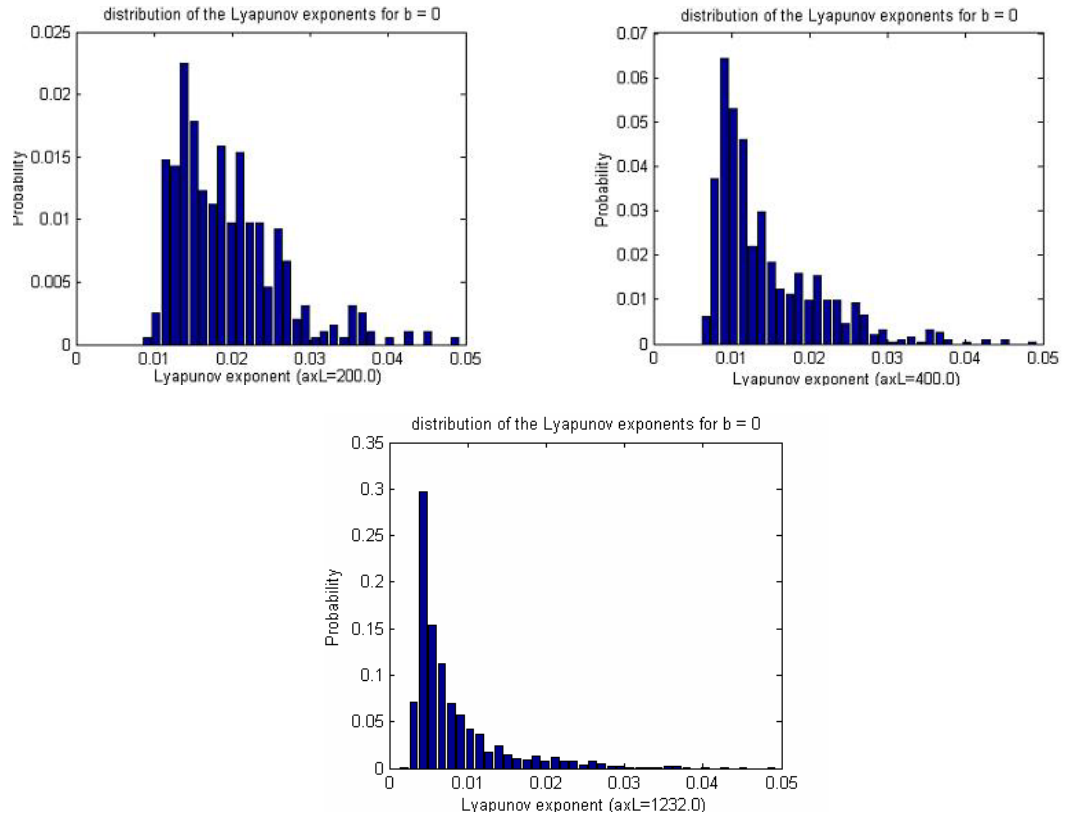 distribution of the Lyapunov exponents for b = 0
0.025
0.02
0.015
0.01
0.005
0
Probability
0 0.01 0.02 0.03 0.04 0.05
Lyapunov exponent (axL=200.0)
distribution of the Lyapunov exponents for b = 0
0.07
0.06
0.05
0.04
0.03
0.02
0.01
0
Probability
0 0.01 0.02 0.03 0.04 0.05
Lyapunov exponent (axL=400.0)
distribution of the Lyapunov exponents for b = 0
0.35
0.3
0.25
0.2
0.15
0.1
0.05
0
Probability
0 0.01 0.02 0.03 0.04 0.05
Lyapunov exponent (axL=1232.0)